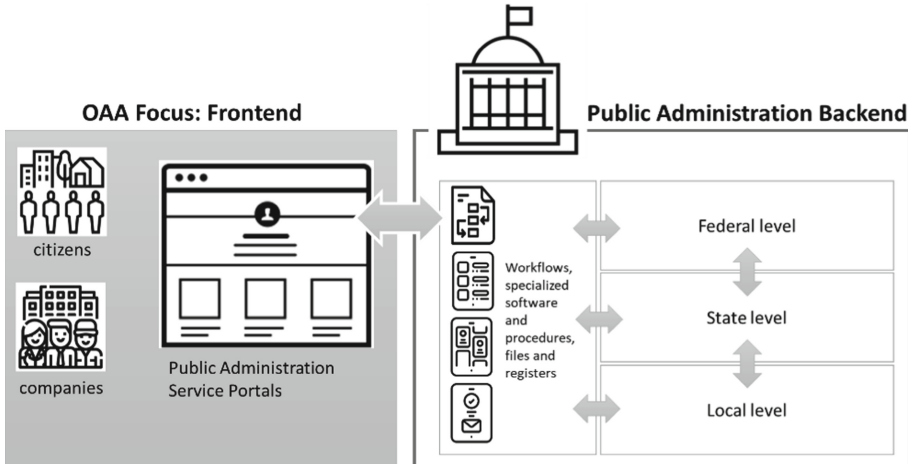 OAA Focus: Frontend
citizens
companies
Public Administration
Service Portals
Public Administration Backend
Workflows,
specialized
software
and
procedures,
files and
registers
Federal level
State level
Local level